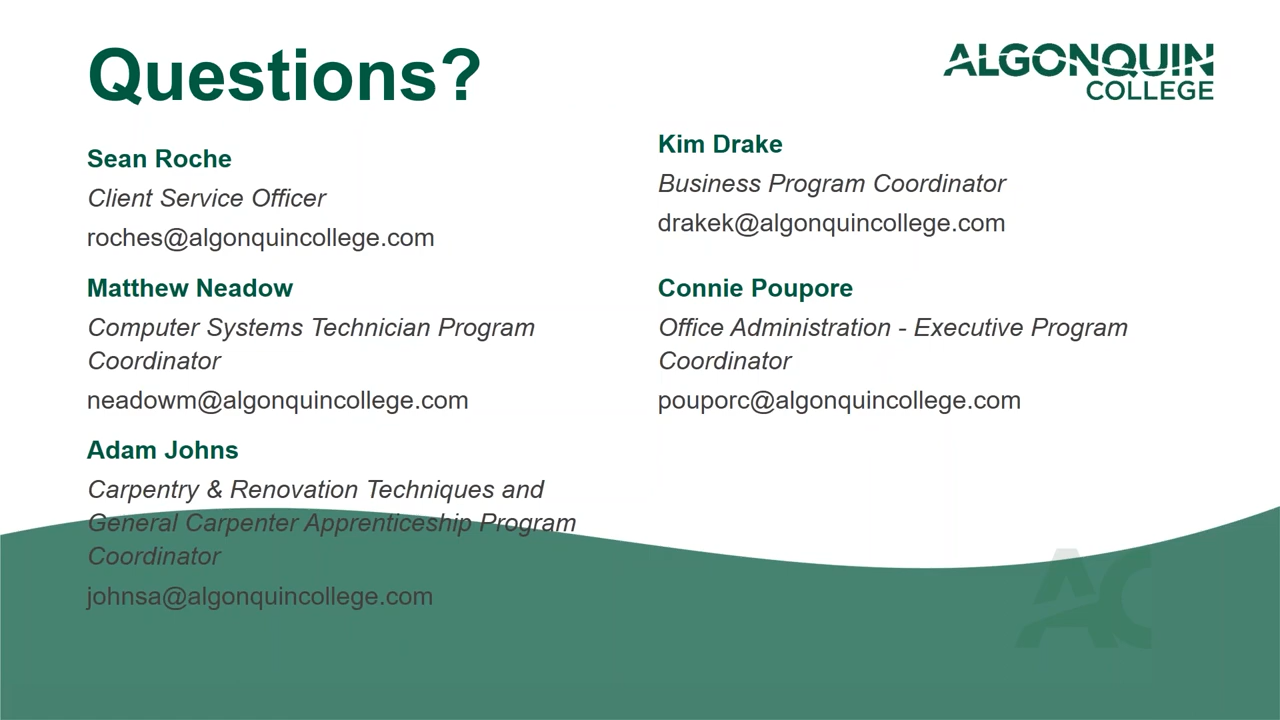 Questions?
ALGONQUIN
COLLEGE
Sean Roche
Client Service Officer
roches@algonquincollege.com
Matthew Neadow
Computer Systems Technician Program
Coordinator
neadowm@algonquincollege.com
Adam Johns
Carpentry & Renovation Techniques and
General Carpenter Apprenticeship Program
Coordinator
johnsa@algonquincollege.com
Kim Drake
Business Program Coordinator
drakek@algonquincollege.com
Connie Poupore
Office Administration - Executive Program
Coordinator
pouporc@algonquincollege.com
AC